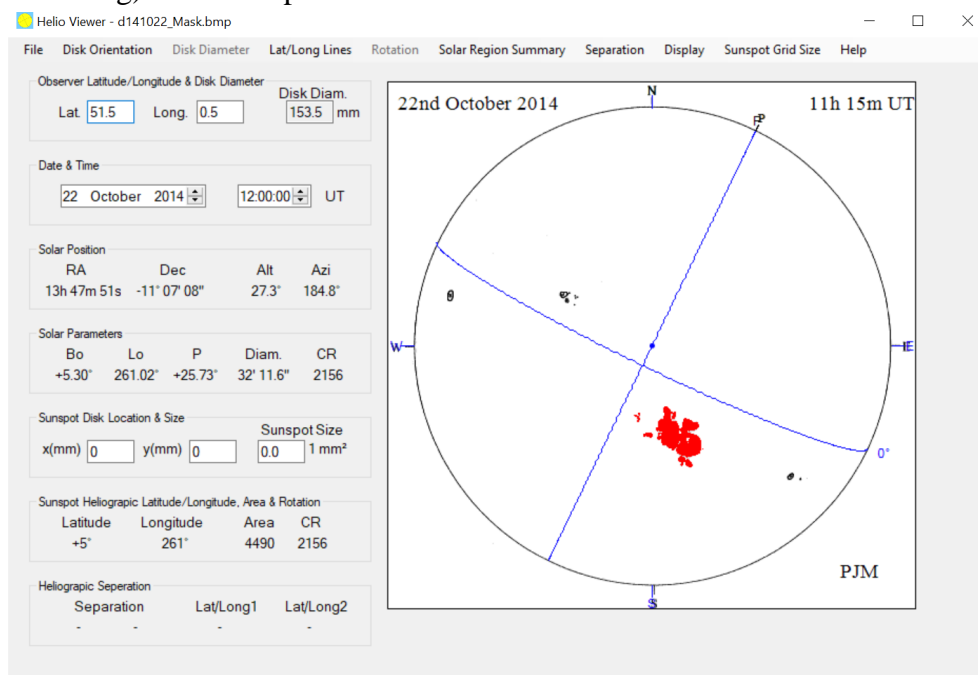 Helio Viewer - d141022_Mask.bmp
File Disk Orientation Disk Diameter Lat/Long Lines Rotation Solar Region Summary Separation Display Sunspot Grid Size Help
Observer Latitude/Longitude & Disk Diameter
Disk Diam.
Lat. 51.5 Long. 0.5 153.5 mm
Date & Time
22 October 2014 12:00:00 UT
Solar Position
RA Dec Alt Azi
13h 47m 51s -11° 07' 08" 27.3° 184.8°
Solar Parameters
Bo Lo P Diam. CR
+5.30° 261.02° +25.73° 32' 11.6" 2156
Sunspot Disk Location & Size
Sunspot Size
x(mm) 0 y(mm) 0 0.0 1 mm²
Sunspot Heliograpic Latitude/Longitude, Area & Rotation
Latitude Longitude Area CR
+5° 261° 4490 2156
Heliograpic Seperation
Separation Lat/Long1 Lat/Long2
- - - -
22nd October 2014 11h 15m UT
N
P
W E
0°
PJM
S